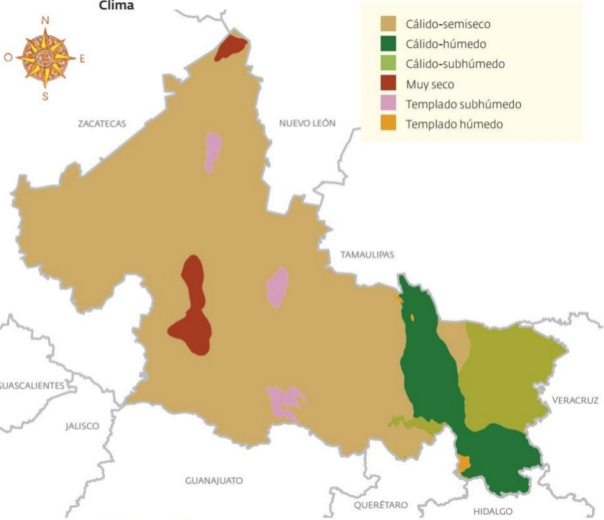 Clima
N
O
E
S
Cálido-semiseco
Cálido-húmedo
Cálido-subhúmedo
Muy seco
Templado subhúmedo
Templado húmedo
ZACATECAS
NUEVO LEÓN
TAMAULIPAS
GUASCALIENTES
VERACRUZ
JALISCO
GUANAJUATO
QUERÉTARO
HIDALGO